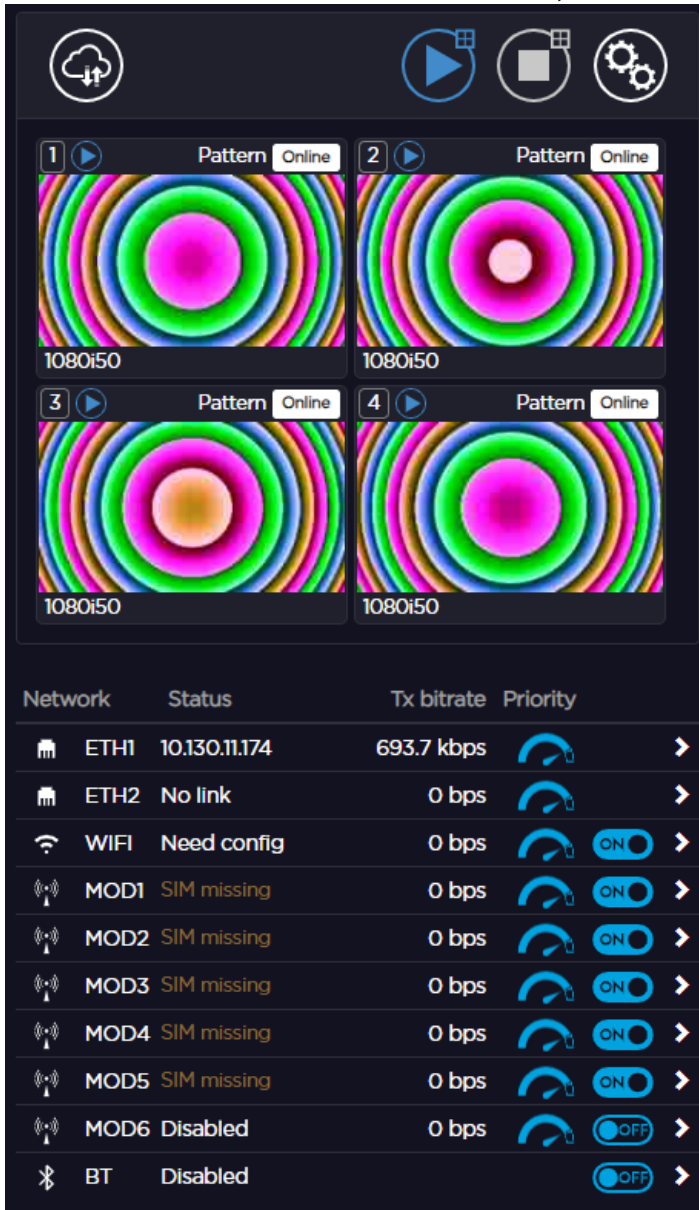 1 Pattern Online 2 Pattern Online
1080i50 1080i50
3 Pattern Online 4 Pattern Online
1080i50 1080i50
Network Status Tx bitrate Priority
ETH1 10.130.11.174 693.7 kbps
ETH2 No link 0 bps
WIFI Need config 0 bps ON
MOD1 SIM missing 0 bps ON
MOD2 SIM missing 0 bps ON
MOD3 SIM missing 0 bps ON
MOD4 SIM missing 0 bps ON
MOD5 SIM missing 0 bps ON
MOD6 Disabled 0 bps OFF
BT Disabled OFF